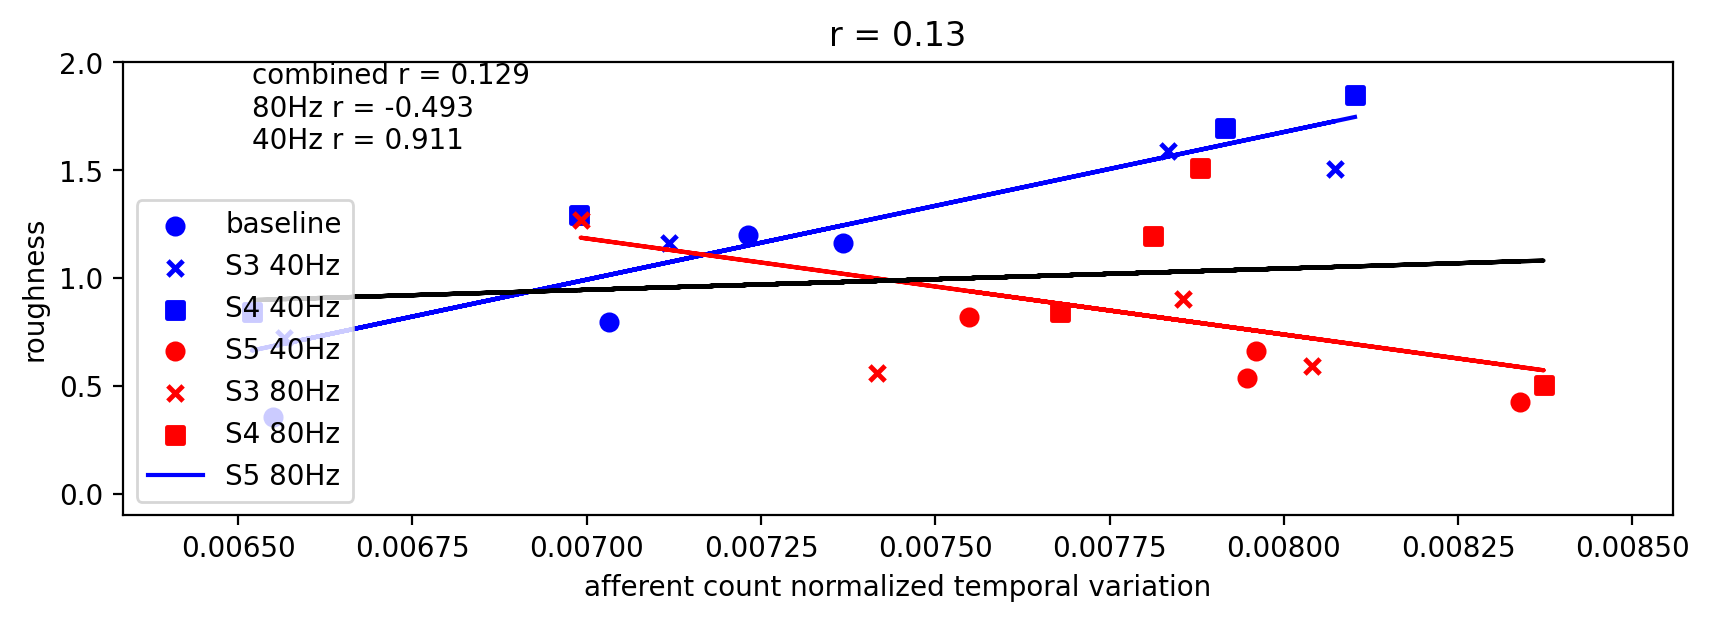 r = 0.13
combined r = 0.129
80Hz r = -0.493
40Hz r = 0.911
2.0
1.5
1.0
0.5
0.0
roughness
baseline
S3 40Hz
S4 40Hz
S5 40Hz
S3 80Hz
S4 80Hz
S5 80Hz
0.00650 0.00675 0.00700 0.00725 0.00750 0.00775 0.00800 0.00825 0.00850
afferent count normalized temporal variation